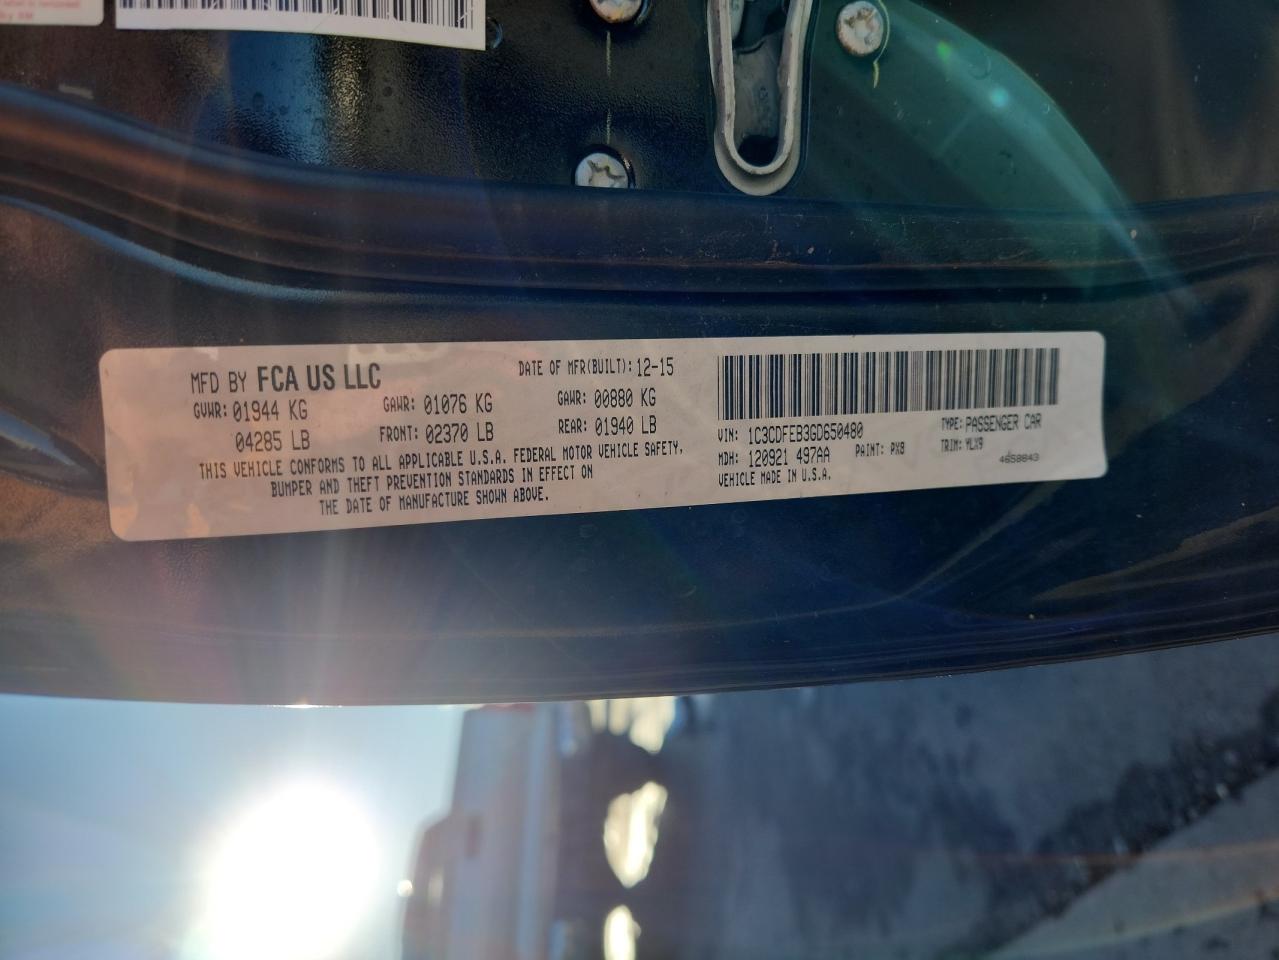 MFD BY FCA US LLC
DATE OF MFR(BUILT): 12-15
GVWR: 01944 KG
04285 LB
GAWR: 01076 KG
FRONT: 02370 LB
GAWR: 00880 KG
REAR: 01940 LB
THIS VEHICLE CONFORMS TO ALL APPLICABLE U.S.A. FEDERAL MOTOR VEHICLE SAFETY,
BUMPER AND THEFT PREVENTION STANDARDS IN EFFECT ON
THE DATE OF MANUFACTURE SHOWN ABOVE.
VIN: 1C3CDFEB3GD650480
TYPE: PASSENGER CAR
MDH: 120921 497AA
PAINT: PX8
TRIM: MLX9
VEHICLE MADE IN U.S.A.
4658843